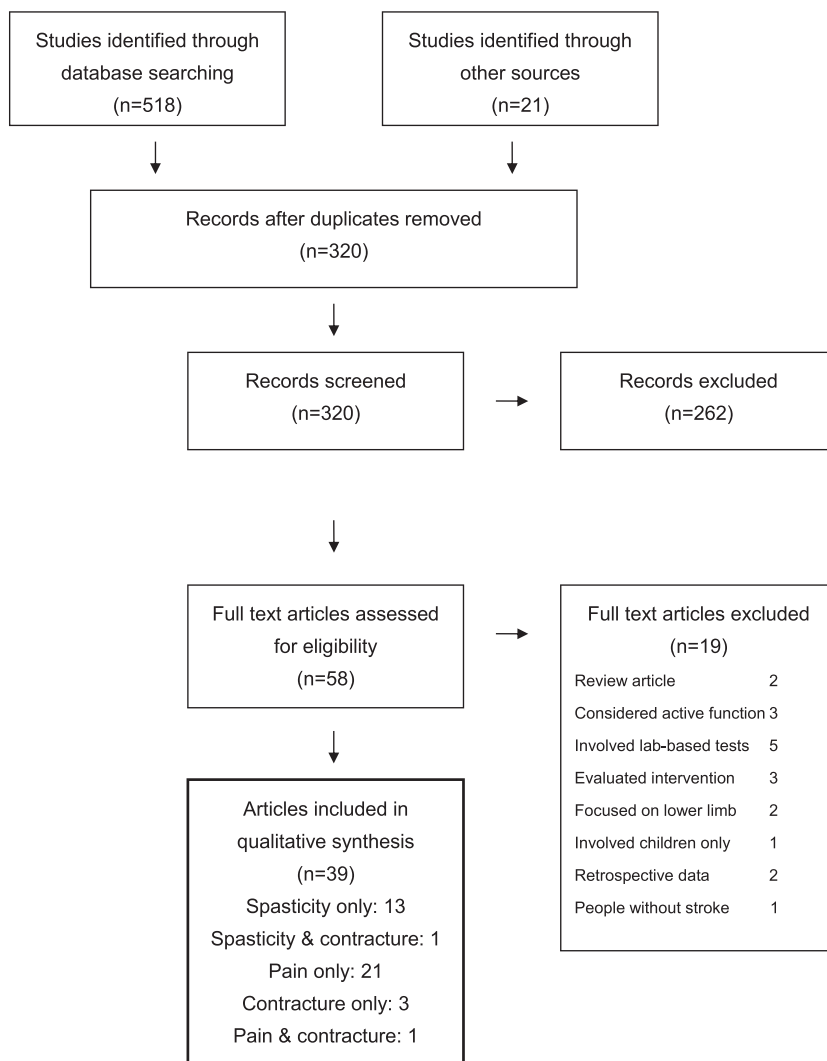 Studies identified through
database searching
(n=518)
Studies identified through
other sources
(n=21)
Records after duplicates removed
(n=320)
Records screened
(n=320)
Records excluded
(n=262)
Full text articles assessed
for eligibility
(n=58)
Full text articles excluded
(n=19)
Review article 2
Considered active function 3
Involved lab-based tests 5
Evaluated intervention 3
Focused on lower limb 2
Involved children only 1
Retrospective data 2
People without stroke 1
Articles included in
qualitative synthesis
(n=39)
Spasticity only: 13
Spasticity & contracture: 1
Pain only: 21
Contracture only: 3
Pain & contracture: 1